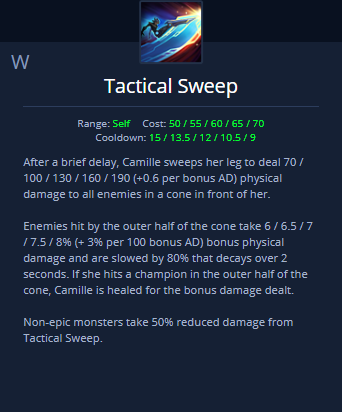 W
Tactical Sweep
Range: Self Cost: 50 / 55 / 60 / 65 / 70
Cooldown: 15 / 13.5 / 12 / 10.5 / 9
After a brief delay, Camille sweeps her leg to deal 70 /
100 / 130 / 160 / 190 (+0.6 per bonus AD) physical
damage to all enemies in a cone in front of her.
Enemies hit by the outer half of the cone take 6 / 6.5 / 7
/ 7.5 / 8% (+ 3% per 100 bonus AD) bonus physical
damage and are slowed by 80% that decays over 2
seconds. If she hits a champion in the outer half of the
cone, Camille is healed for the bonus damage dealt.
Non-epic monsters take 50% reduced damage from
Tactical Sweep.